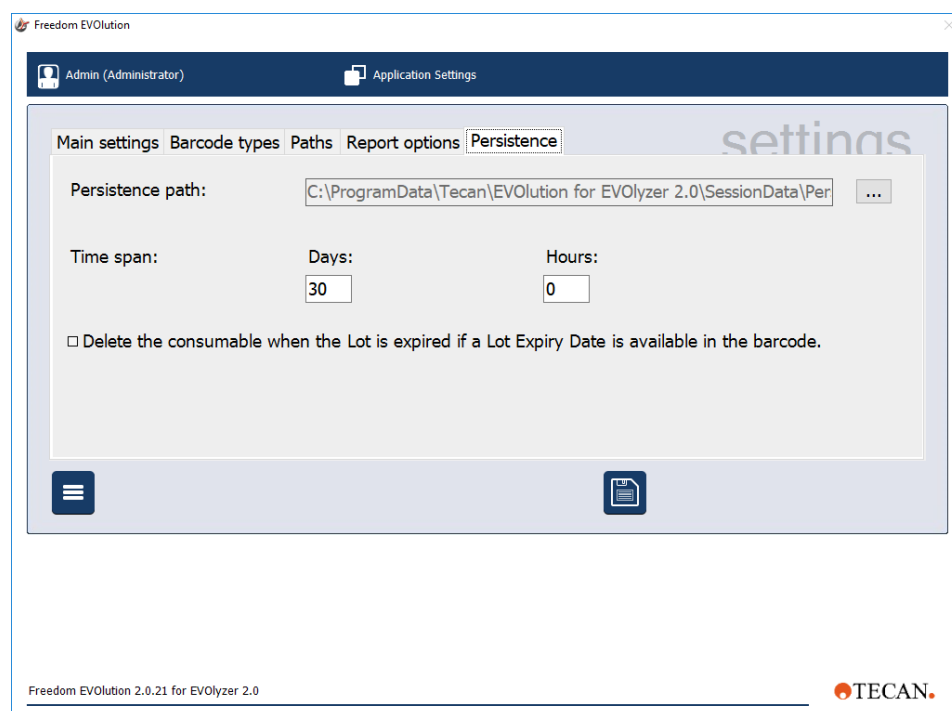 Freedom EVOlution
Admin (Administrator) Application Settings
settings
Main settings Barcode types Paths Report options Persistence
Persistence path: C:\ProgramData\Tecan\EVOlution for EVOlyzer 2.0\SessionData\Per ...
Time span: Days: Hours:
30 0
Delete the consumable when the Lot is expired if a Lot Expiry Date is available in the barcode.
Freedom EVOlution 2.0.21 for EVOlyzer 2.0
TECAN.